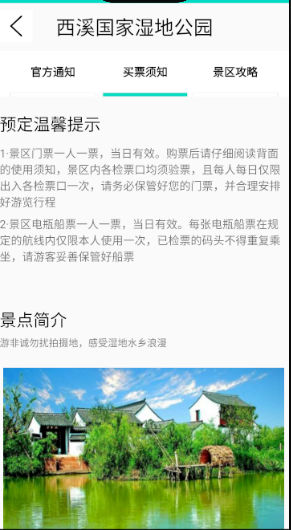 西溪国家湿地公园
官方通知 买票须知 景区攻略
预定温馨提示
1·景区门票一人一票，当日有效。购票后请仔细阅读背面
的使用须知，景区内各检票口均须验票，且每人每日仅限
出入各检票口一次，请务必保管好您的门票，并合理安排
好游览行程
2·景区电瓶船票一人一票，当日有效。每张电瓶船票在规
定的航线内仅限本人使用一次，已检票的码头不得重复乘
坐，请游客妥善保管好船票
景点简介
游非诚勿扰拍摄地，感受湿地水乡浪漫